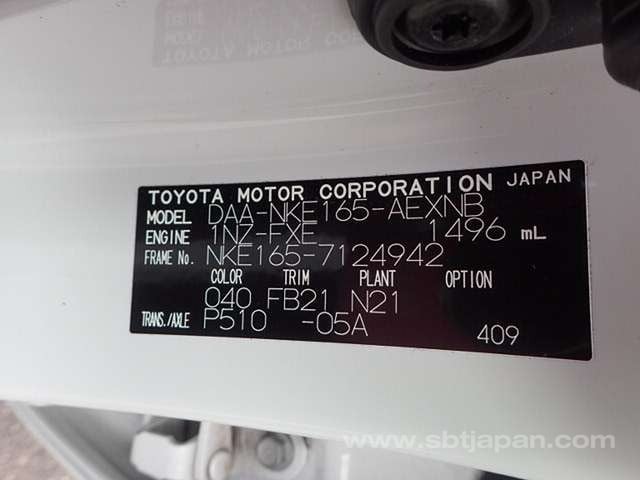 TOYOTA MOTOR CORPORATION JAPAN
MODEL DAA-NKE165-AEXNB
ENGINE 1NZ-FXE 1496 mL
FRAME No. NKE165-7124942
COLOR TRIM PLANT OPTION
040 FB21 N21
TRANS./AXLE P510 -05A
409
www.sbtjapan.com